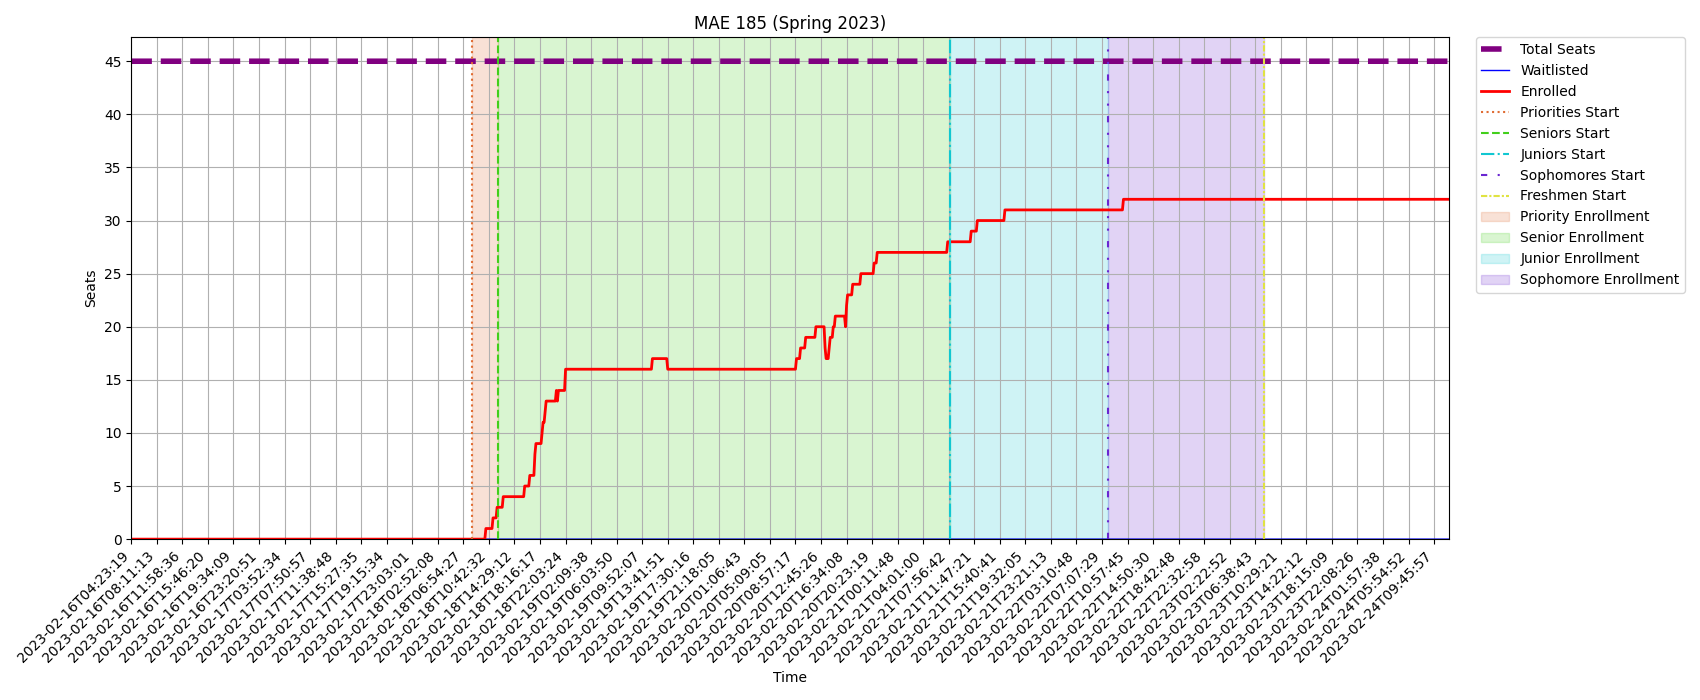 MAE 185 (Spring 2023)
Seats
45
40
35
30
25
20
15
10
5
0
2023-02-16T04:23:19
2023-02-16T08:11:13
2023-02-16T11:58:36
2023-02-16T15:46:20
2023-02-16T19:34:09
2023-02-16T23:20:51
2023-02-17T03:52:34
2023-02-17T07:50:57
2023-02-17T11:38:48
2023-02-17T15:27:35
2023-02-17T19:15:34
2023-02-17T23:03:01
2023-02-18T02:52:08
2023-02-18T06:54:27
2023-02-18T10:42:32
2023-02-18T14:29:12
2023-02-18T18:16:17
2023-02-18T22:03:24
2023-02-19T02:09:38
2023-02-19T06:03:50
2023-02-19T09:52:07
2023-02-19T13:41:51
2023-02-19T17:30:16
2023-02-19T21:18:05
2023-02-20T01:06:43
2023-02-20T05:09:05
2023-02-20T08:57:17
2023-02-20T12:45:26
2023-02-20T16:34:08
2023-02-20T20:23:19
2023-02-21T00:11:48
2023-02-21T04:01:00
2023-02-21T07:56:42
2023-02-21T11:47:21
2023-02-21T15:40:41
2023-02-21T19:32:05
2023-02-21T23:21:13
2023-02-22T03:10:48
2023-02-22T07:07:29
2023-02-22T10:57:45
2023-02-22T14:50:30
2023-02-22T18:42:48
2023-02-22T22:32:58
2023-02-23T02:22:52
2023-02-23T06:38:43
2023-02-23T10:29:21
2023-02-23T14:22:12
2023-02-23T18:15:09
2023-02-23T22:08:26
2023-02-24T01:57:38
2023-02-24T05:54:52
2023-02-24T09:45:57
Time
Total Seats
Waitlisted
Enrolled
Priorities Start
Seniors Start
Juniors Start
Sophomores Start
Freshmen Start
Priority Enrollment
Senior Enrollment
Junior Enrollment
Sophomore Enrollment